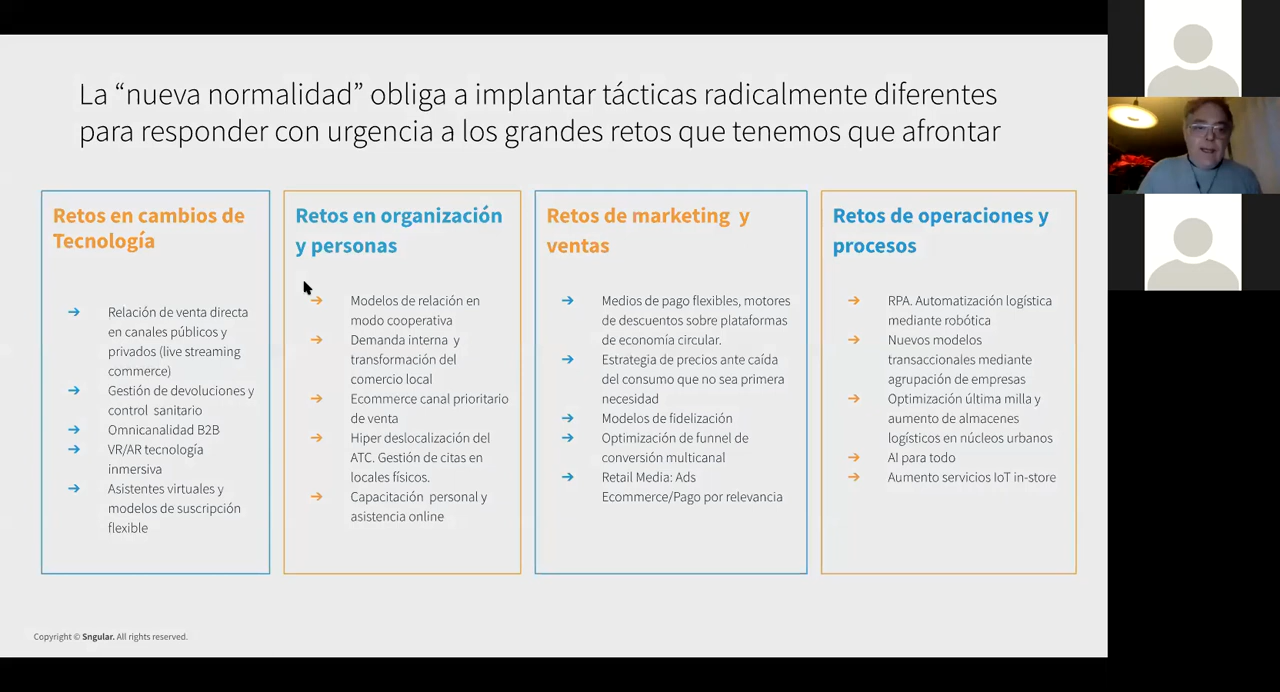 La “nueva normalidad” obliga a implantar tácticas radicalmente diferentes
para responder con urgencia a los grandes retos que tenemos que afrontar
Retos en cambios de
Tecnología
Relación de venta directa
en canales públicos y
privados (live streaming
commerce)
Gestión de devoluciones y
control sanitario
Omnicanalidad B2B
VR/AR tecnología
inmersiva
Asistentes virtuales y
modelos de suscripción
flexible
Retos en organización
y personas
Modelos de relación en
modo cooperativa
Demanda interna y
transformación del
comercio local
Ecommerce canal prioritario
de venta
Hiper deslocalización del
ATC. Gestión de citas en
locales físicos.
Capacitación personal y
asistencia online
Retos de marketing y
ventas
Medios de pago flexibles, motores
de descuentos sobre plataformas
de economía circular.
Estrategia de precios ante caída
del consumo que no sea primera
necesidad
Modelos de fidelización
Optimización de funnel de
conversión multicanal
Retail Media: Ads
Ecommerce/Pago por relevancia
Retos de operaciones y
procesos
RPA. Automatización logística
mediante robótica
Nuevos modelos
transaccionales mediante
agrupación de empresas
Optimización última milla y
aumento de almacenes
logísticos en núcleos urbanos
AI para todo
Aumento servicios IoT in-store
Copyright © Sngular. All rights reserved.